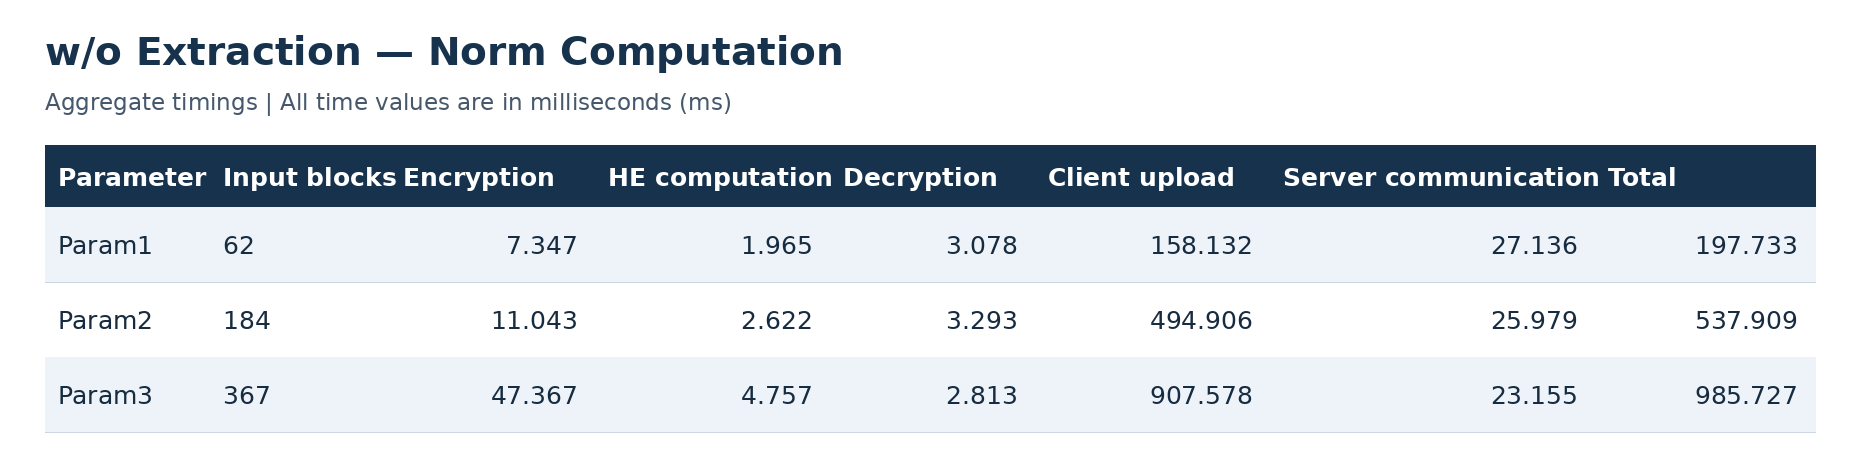 w/o Extraction — Norm Computation
Aggregate timings | All time values are in milliseconds (ms)
Parameter Input blocks Encryption HE computation Decryption Client upload Server communication Total
Param1 62 7.347 1.965 3.078 158.132 27.136 197.733
Param2 184 11.043 2.622 3.293 494.906 25.979 537.909
Param3 367 47.367 4.757 2.813 907.578 23.155 985.727